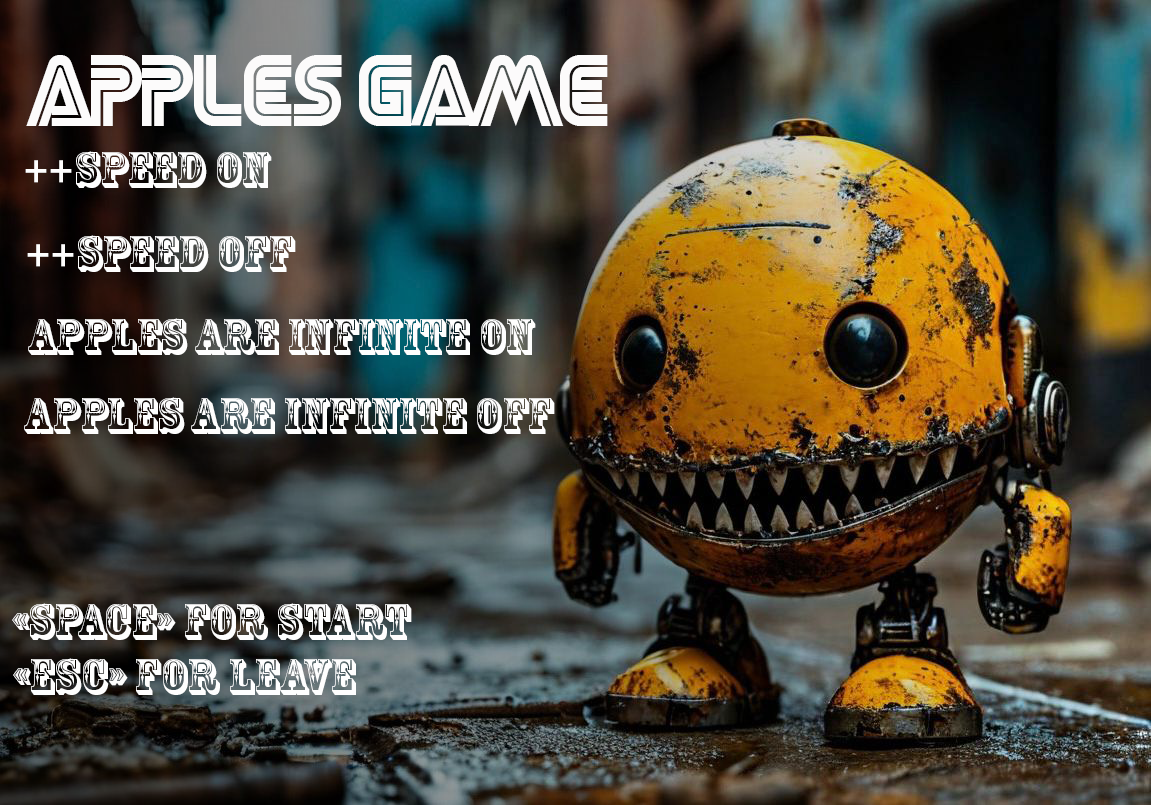 APPLES GAME
++SPEED ON
++SPEED OFF
APPLES ARE INFINITE ON
APPLES ARE INFINITE OFF
«SPACE» FOR START
«ESC» FOR LEAVE